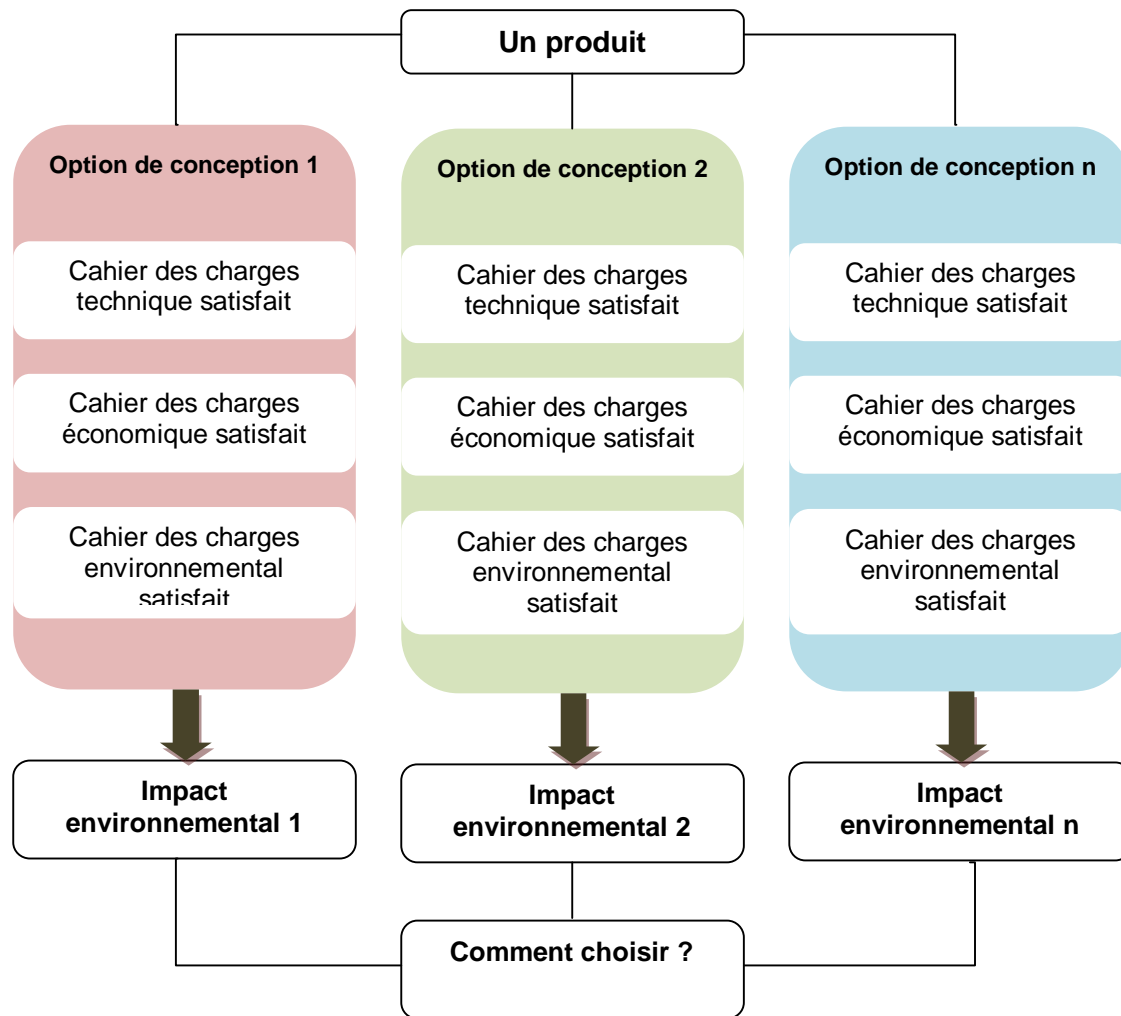 Un produit
Option de conception 1
Cahier des charges
technique satisfait
Cahier des charges
économique satisfait
Cahier des charges
environnemental
satisfait
Impact
environnemental 1
Option de conception 2
Cahier des charges
technique satisfait
Cahier des charges
économique satisfait
Cahier des charges
environnemental
satisfait
Impact
environnemental 2
Option de conception n
Cahier des charges
technique satisfait
Cahier des charges
économique satisfait
Cahier des charges
environnemental
satisfait
Impact
environnemental n
Comment choisir ?